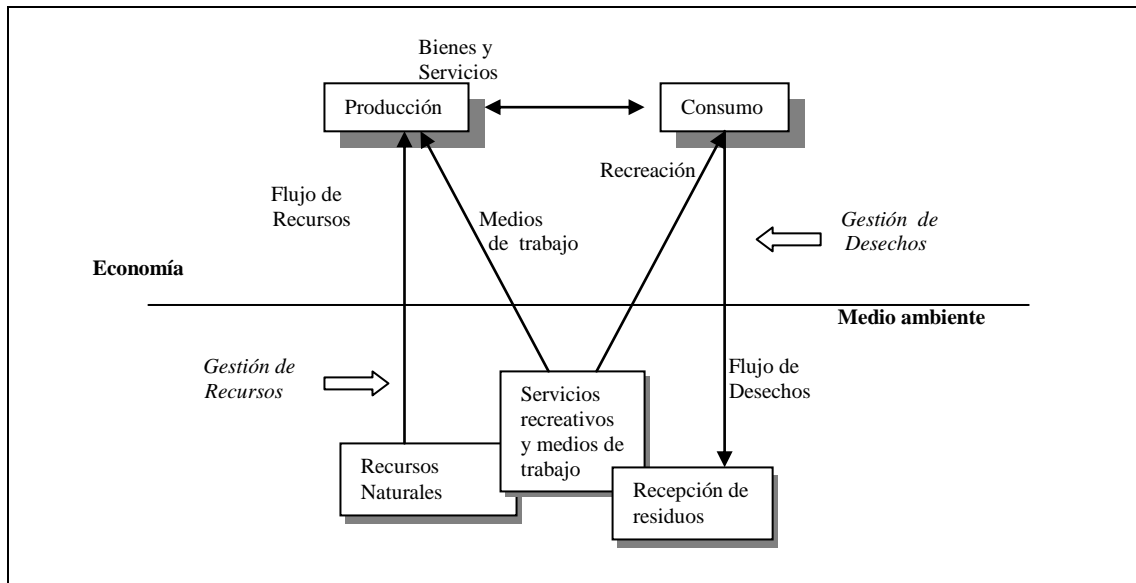 Bienes y
Servicios
Producción
Consumo
Recreación
Flujo de
Recursos
Medios
de trabajo
Gestión de
Desechos
Economía
Medio ambiente
Gestión de
Recursos
Flujo de
Desechos
Servicios
recreativos
y medios de
trabajo
Recursos
Naturales
Recepción de
residuos